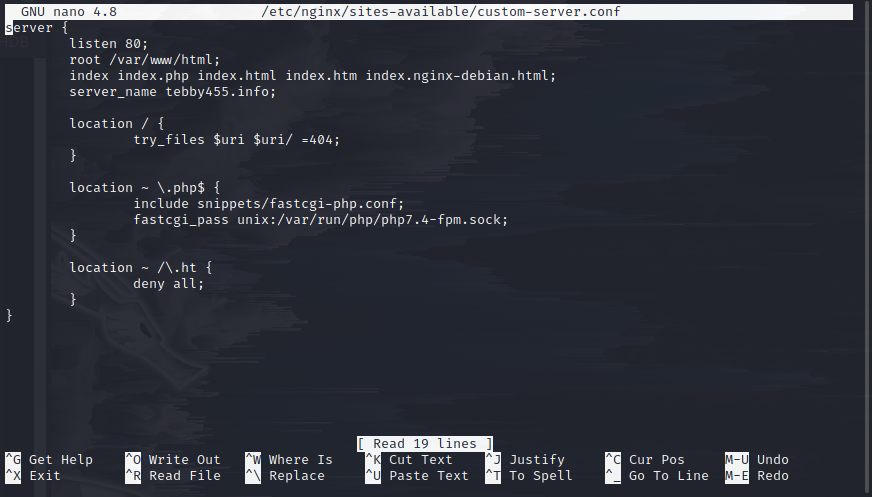 GNU nano 4.8 /etc/nginx/sites-available/custom-server.conf
server {
listen 80;
root /var/www/html;
index index.php index.html index.htm index.nginx-debian.html;
server_name tebby455.info;
location / {
try_files $uri $uri/ =404;
}
location ~ \.php$ {
include snippets/fastcgi-php.conf;
fastcgi_pass unix:/var/run/php/php7.4-fpm.sock;
}
location ~ /\.ht {
deny all;
}
}
[ Read 19 lines ]
^G Get Help ^O Write Out ^W Where Is ^K Cut Text ^J Justify ^C Cur Pos M-U Undo
^X Exit ^R Read File ^\ Replace ^U Paste Text ^T To Spell ^_ Go To Line M-E Redo